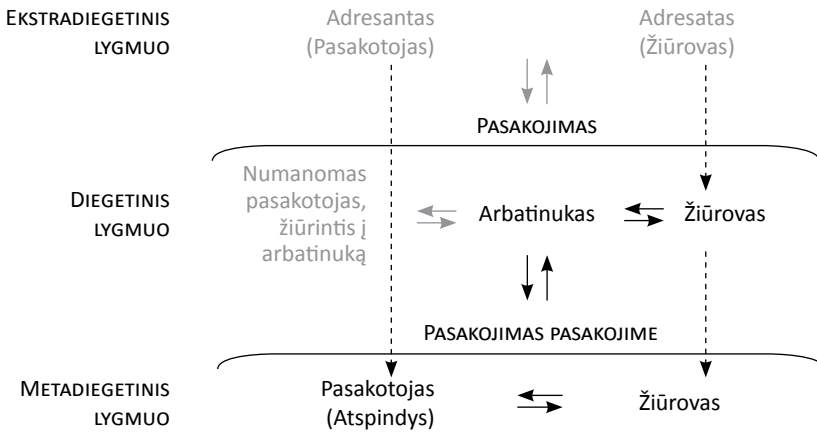 EKSTRADIEGETINIS
LYGMUO
Adresantas
(Pasakotojas)
Adresatas
(Žiūrovas)
PASAKOJIMAS
DIEGETINIS
LYGMUO
Numanomas
pasakotojas,
žiūrintis į
arbatinuką
Arbatinukas
Žiūrovas
PASAKOJIMAS PASAKOJIME
METADIEGETINIS
LYGMUO
Pasakotojas
(Atspindys)
Žiūrovas